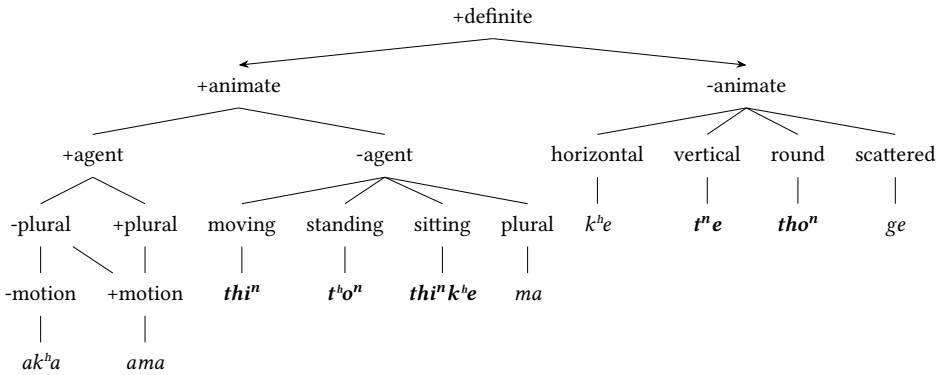 +definite
+animate -animate
+agent -agent horizontal vertical round scattered
-plural +plural moving standing sitting plural kʰe tⁿe thoⁿ ge
-motion +motion thiⁿ tʰoⁿ thiⁿkʰe ma
akʰa ama